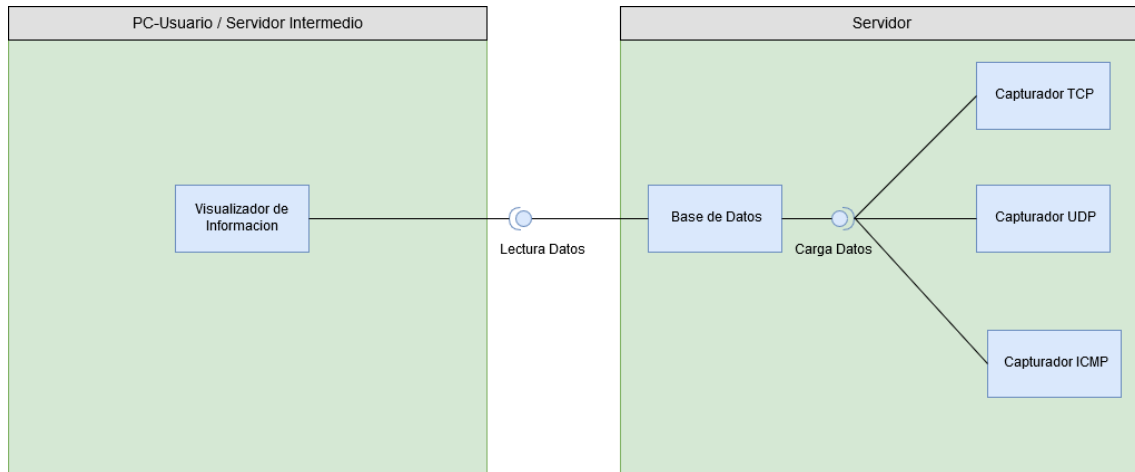 PC-Usuario / Servidor Intermedio
Servidor
Capturador TCP
Visualizador de
Informacion
Base de Datos
Capturador UDP
Lectura Datos
Carga Datos
Capturador ICMP